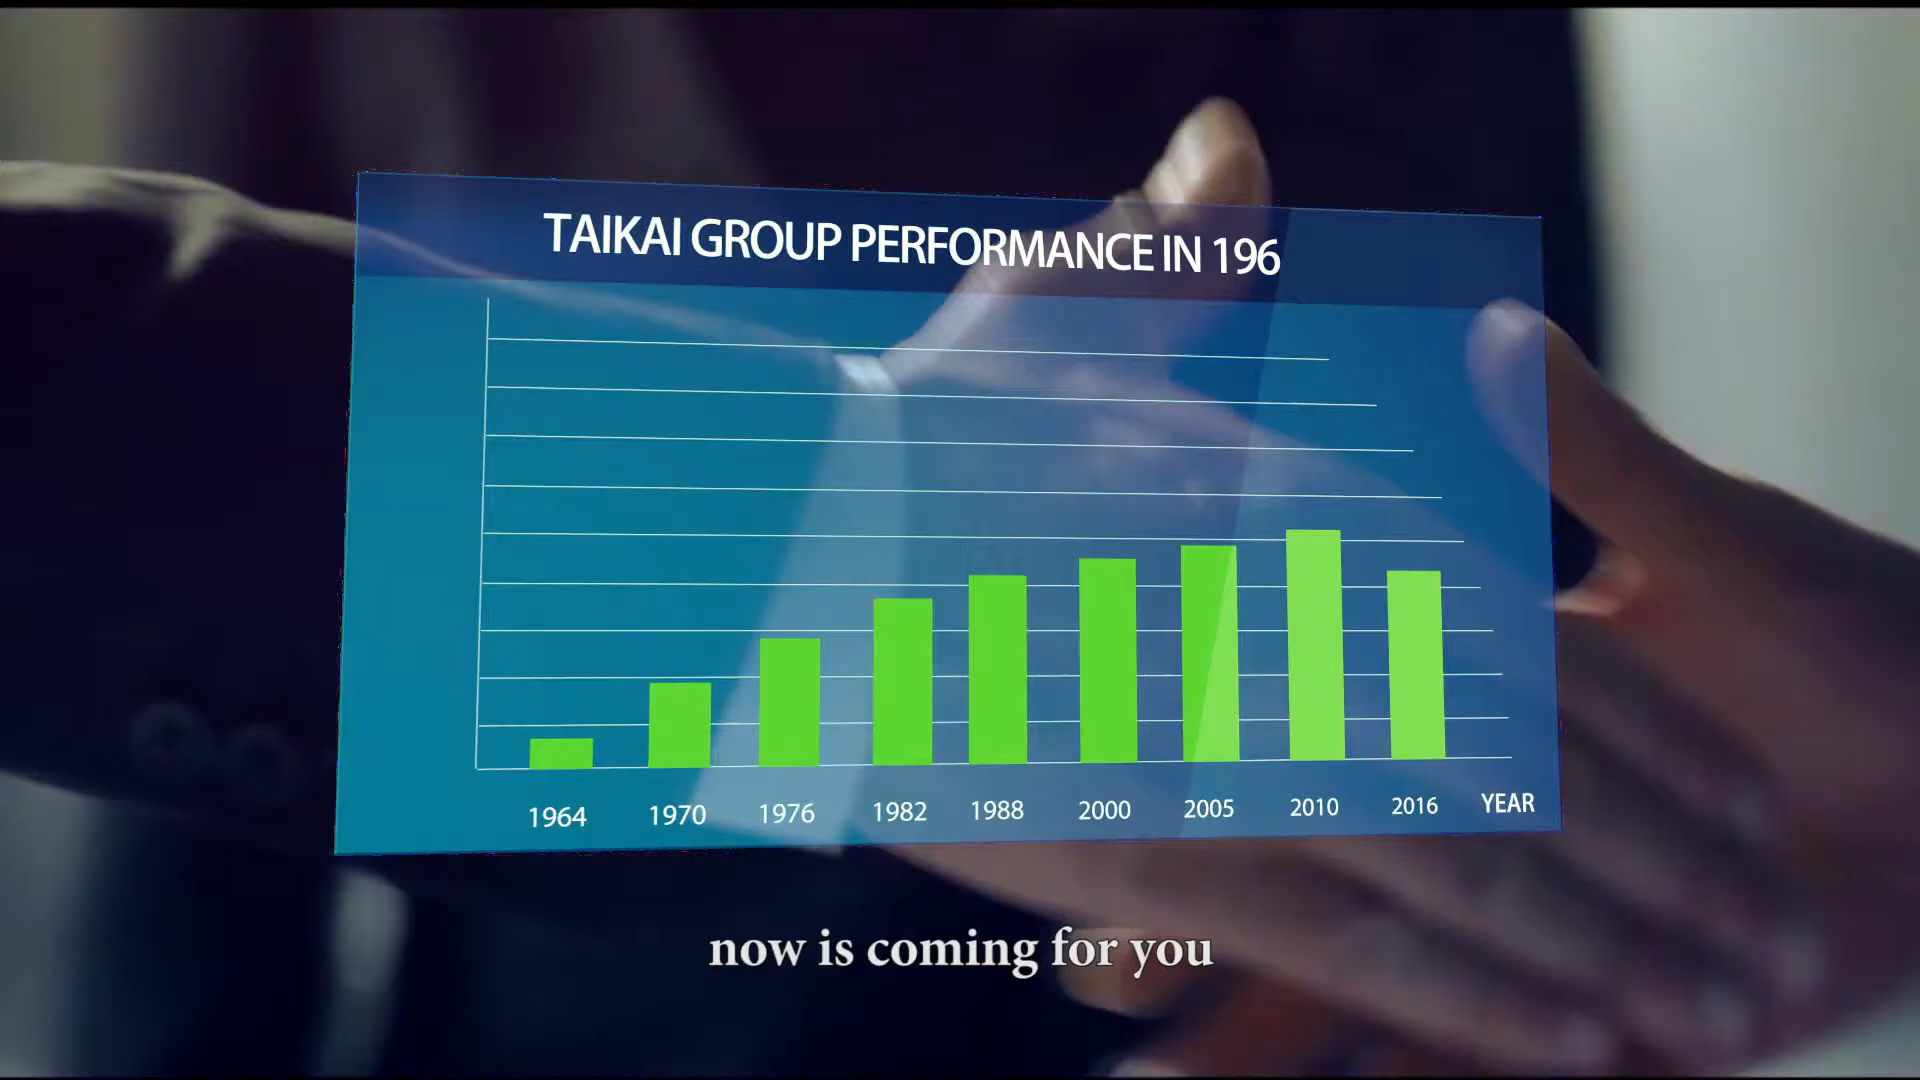 TAIKAI GROUP PERFORMANCE IN 196
1964 1970 1976 1982 1988 2000 2005 2010 2016 YEAR
now is coming for you